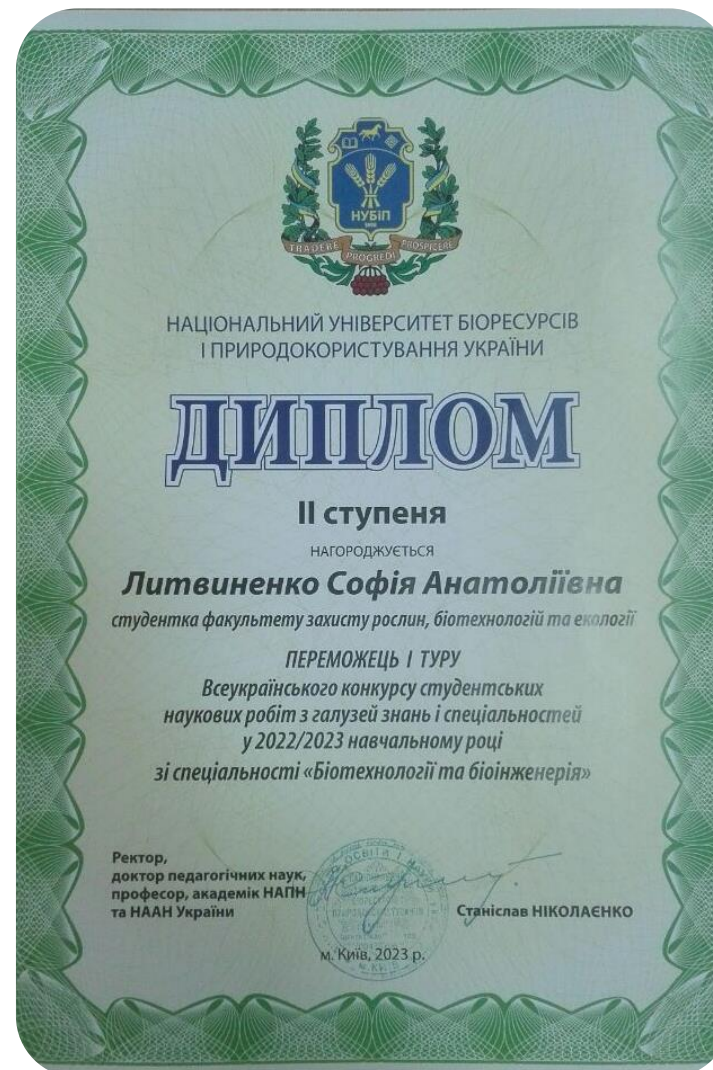 НУБІП
1898
TRADERE PROGREDI PROSPICERE
НАЦІОНАЛЬНИЙ УНІВЕРСИТЕТ БІОРЕСУРСІВ
І ПРИРОДОКОРИСТУВАННЯ УКРАЇНИ
ДИПЛОМ
ІІ ступеня
НАГОРОДЖУЄТЬСЯ
Литвиненко Софія Анатоліївна
студентка факультету захисту рослин, біотехнологій та екології
ПЕРЕМОЖЕЦЬ І ТУРУ
Всеукраїнського конкурсу студентських
наукових робіт з галузей знань і спеціальностей
у 2022/2023 навчальному році
зі спеціальності «Біотехнології та біоінженерія»
Ректор,
доктор педагогічних наук,
професор, академік НАПН
та НААН України
Станіслав НІКОЛАЄНКО
м. Київ, 2023 р.